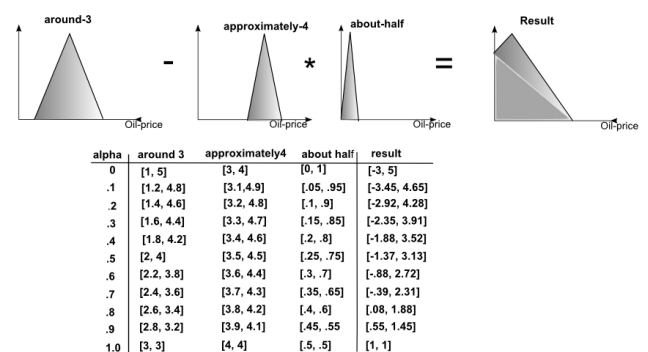 around-3 approximately-4 about-half Result
- * =
Oil-price Oil-price Oil-price Oil-price
alpha around 3 approximately4 about half result
0 [1, 5] [3, 4] [0, 1] [-3, 5]
.1 [1.2, 4.8] [3.1,4.9] [.05, .95] [-3.45, 4.65]
.2 [1.4, 4.6] [3.2, 4.8] [.1, .9] [-2.92, 4.28]
.3 [1.6, 4.4] [3.3, 4.7] [.15, .85] [-2.35, 3.91]
.4 [1.8, 4.2] [3.4, 4.6] [.2, .8] [-1.88, 3.52]
.5 [2, 4] [3.5, 4.5] [.25, .75] [-1.37, 3.13]
.6 [2.2, 3.8] [3.6, 4.4] [.3, .7] [-.88, 2.72]
.7 [2.4, 3.6] [3.7, 4.3] [.35, .65] [-.39, 2.31]
.8 [2.6, 3.4] [3.8, 4.2] [.4, .6] [.08, 1.88]
.9 [2.8, 3.2] [3.9, 4.1] [.45, .55 [.55, 1.45]
1.0 [3, 3] [4, 4] [.5, .5] [1, 1]